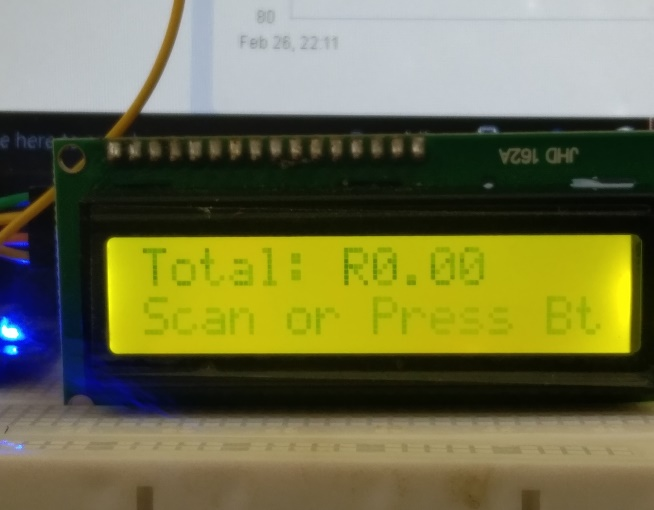 80
Feb 26, 22:11
JHD 162A
Total: R0.00
Scan or Press Bt